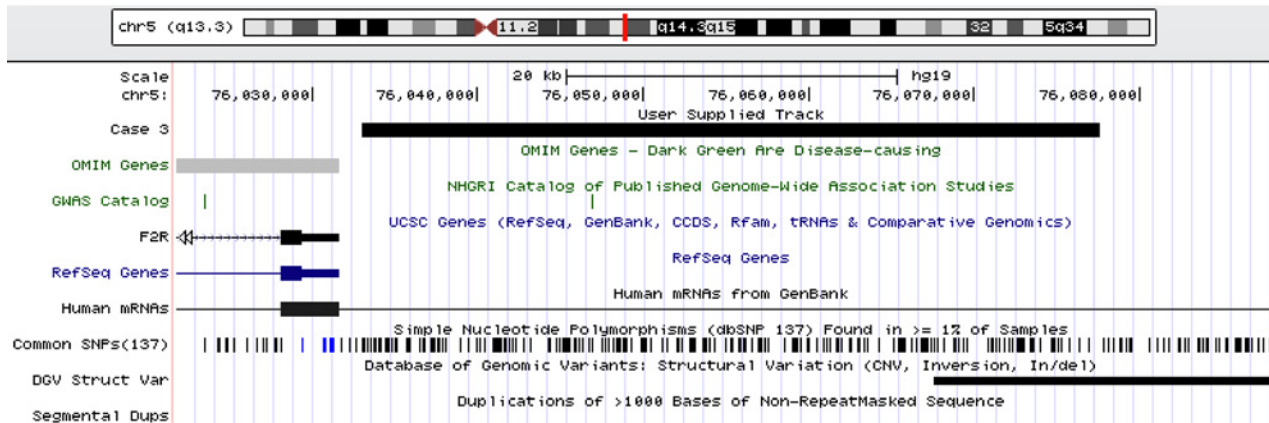 chr5 (q13.3) 11.2 q14.3q15 32 5q34
Scale 20 kb hg19
chr5: 76,030,000 76,040,000 76,050,000 76,060,000 76,070,000 76,080,000
User Supplied Track
Case 3
OMIM Genes - Dark Green Are Disease-causing
OMIM Genes
NHGRI Catalog of Published Genome-Wide Association Studies
GWAS Catalog
UCSC Genes (RefSeq, GenBank, CCDS, Rfam, tRNAs & Comparative Genomics)
F2R
RefSeq Genes
RefSeq Genes
Human mRNAs from GenBank
Human mRNAs
Simple Nucleotide Polymorphisms (dbSNP 137) Found in >= 1% of Samples
Common SNPs(137)
Database of Genomic Variants: Structural Variation (CNV, Inversion, In/del)
DGV Struct Var
Duplications of >1000 Bases of Non-RepeatMasked Sequence
Segmental Dups